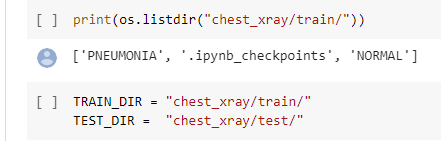 [ ] print(os.listdir("chest_xray/train/"))
['PNEUMONIA', '.ipynb_checkpoints', 'NORMAL']
[ ] TRAIN_DIR = "chest_xray/train/"
TEST_DIR =  "chest_xray/test/"